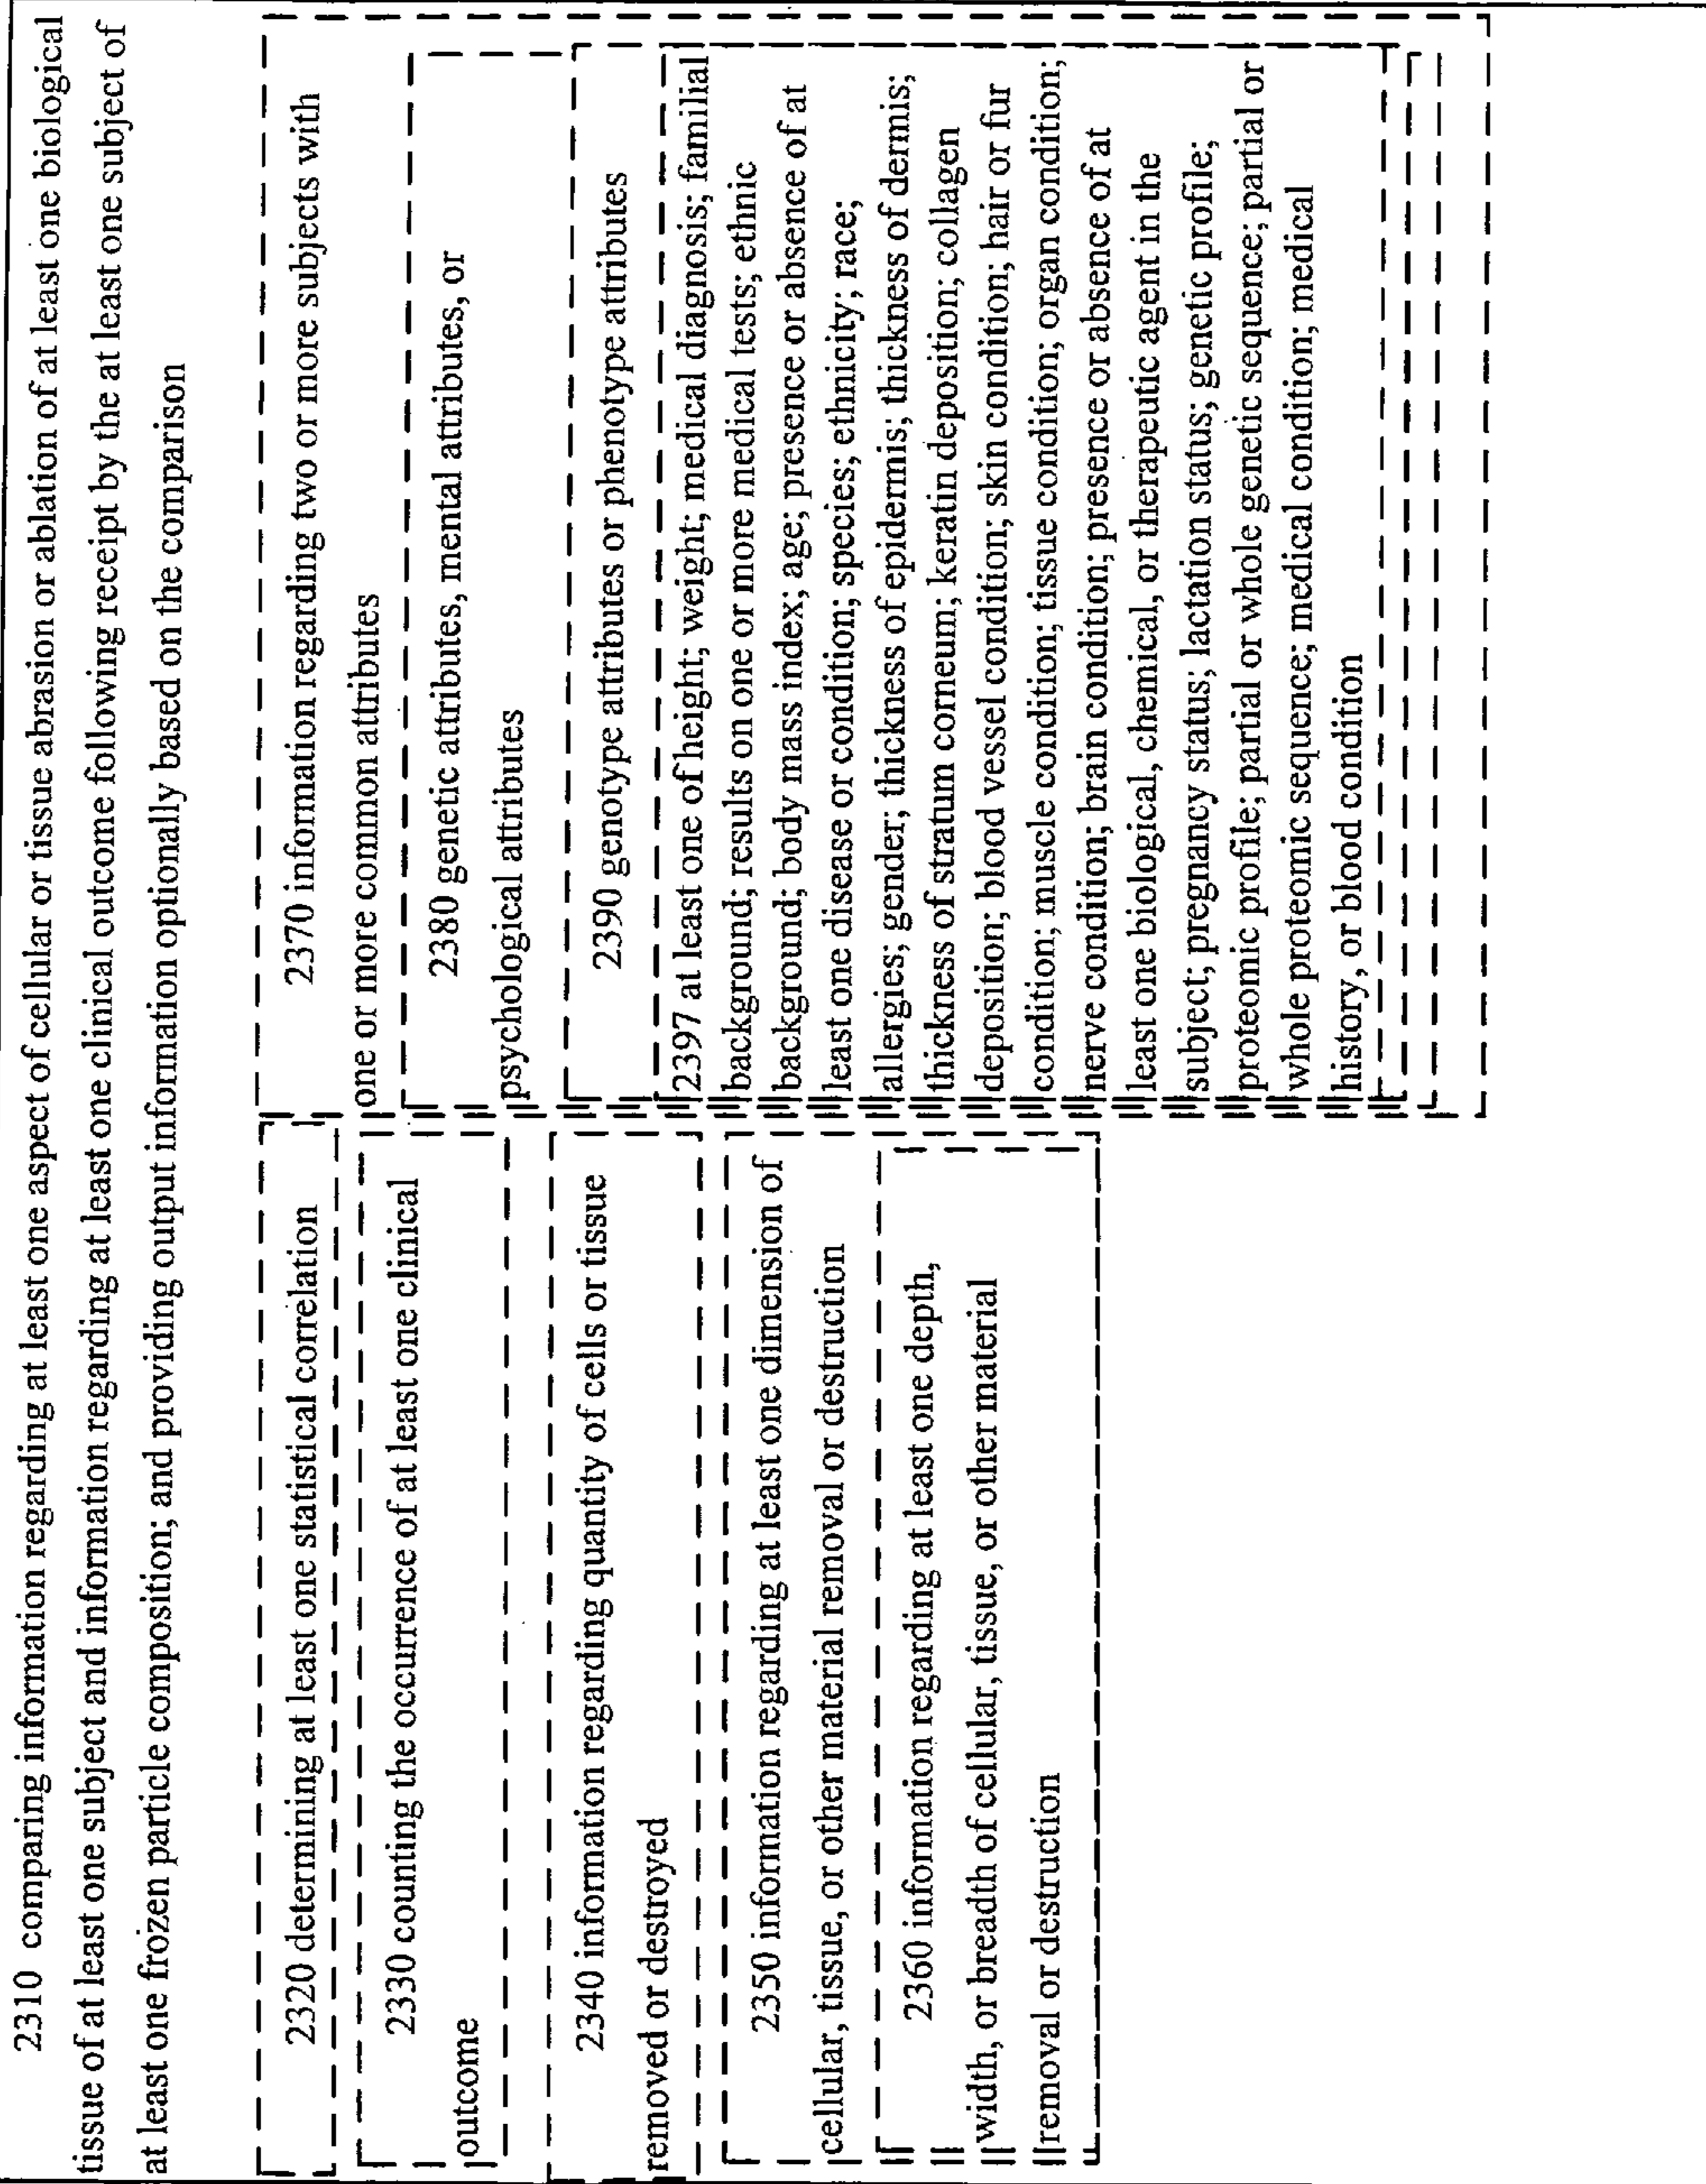 2310 comparing information regarding at least one aspect of cellular or tissue abrasion or ablation of at least one biological
tissue of at least one subject and information regarding at least one clinical outcome following receipt by the at least one subject of
at least one frozen particle composition; and providing output information optionally based on the comparison
2320 determining at least one statistical correlation
2330 counting the occurrence of at least one clinical
outcome
2340 information regarding quantity of cells or tissue
removed or destroyed
2350 information regarding at least one dimension of
cellular, tissue, or other material removal or destruction
2360 information regarding at least one depth,
width, or breadth of cellular, tissue, or other material
removal or destruction
2370 information regarding two or more subjects with
one or more common attributes
2380 genetic attributes, mental attributes, or
psychological attributes
2390 genotype attributes or phenotype attributes
2397 at least one of height; weight; medical diagnosis; familial
background; results on one or more medical tests; ethnic
background; body mass index; age; presence or absence of at
least one disease or condition; species; ethnicity; race;
allergies; gender; thickness of epidermis; thickness of dermis;
thickness of stratum corneum; keratin deposition; collagen
deposition; blood vessel condition; skin condition; hair or fur
condition; muscle condition; tissue condition; organ condition;
nerve condition; brain condition; presence or absence of at
least one biological, chemical, or therapeutic agent in the
subject; pregnancy status; lactation status; genetic profile;
proteomic profile; partial or whole genetic sequence; partial or
whole proteomic sequence; medical condition; medical
history, or blood condition